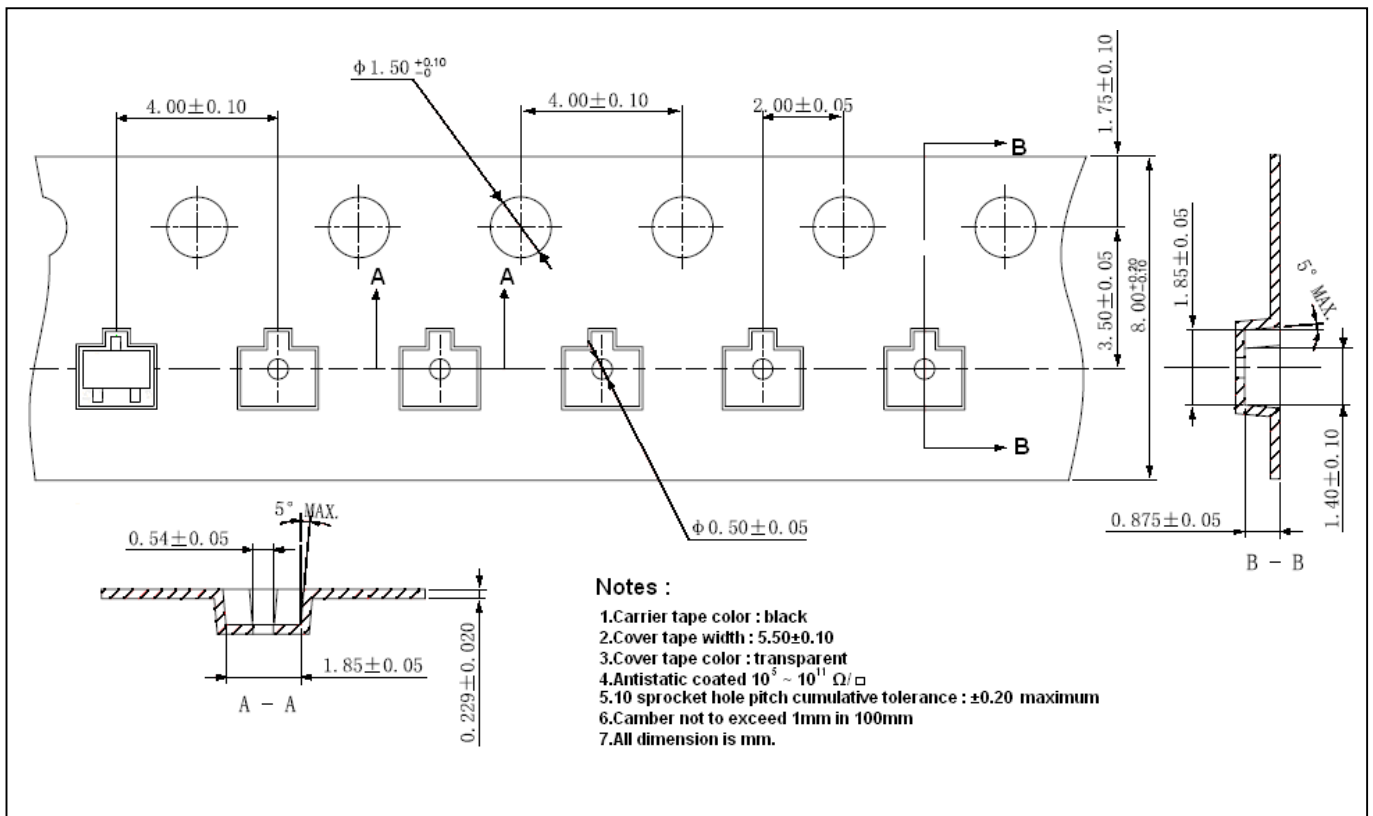 φ1.50 +0.10 -0
4.00±0.10
4.00±0.10
2.00±0.05
1.75±0.10
B
A
A
3.50±0.05
8.00 +0.20 -0.10
1.85±0.05
5° MAX.
B
φ0.50±0.05
0.875±0.05
1.40±0.10
B - B
5° MAX.
0.54±0.05
1.85±0.05
0.229±0.020
A - A
Notes :
1.Carrier tape color : black
2.Cover tape width : 5.50±0.10
3.Cover tape color : transparent
4.Antistatic coated 10⁵ ~ 10¹¹ Ω/□
5.10 sprocket hole pitch cumulative tolerance : ±0.20 maximum
6.Camber not to exceed 1mm in 100mm
7.All dimension is mm.